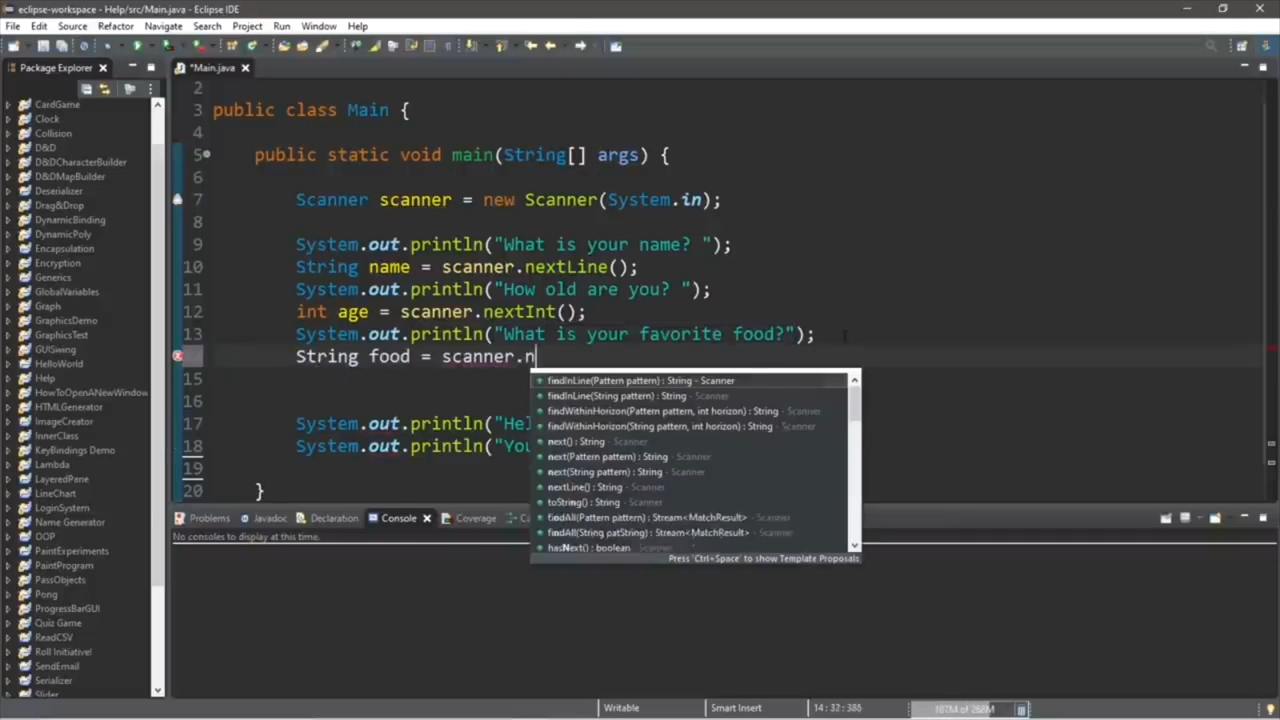 eclipse-workspace - Help/src/Main.java - Eclipse IDE
File Edit Source Refactor Navigate Search Project Run Window Help
Package Explorer
*Main.java
CardGame
Clock
Collision
D&D
D&DCharacterBuilder
D&DMapBuilder
Deserializer
Drag&Drop
DynamicBinding
DynamicPoly
Encapsulation
Encryption
Generics
GlobalVariables
Graph
GraphicsDemo
GraphicsTest
GUISwing
HelloWorld
Help
HowToOpenANewWindow
HTMLGenerator
ImageCreator
InnerClass
KeyBindings Demo
Lambda
LayeredPane
LineChart
LoginSystem
Name Generator
OOP
PaintExperiments
PaintProgram
PassObjects
Pong
ProgressBarGUI
Quiz Game
ReadCSV
Roll Initiative!
SendEmail
Serializer
Slider
2
3 public class Main {
4
5 public static void main(String[] args) {
6
7 Scanner scanner = new Scanner(System.in);
8
9 System.out.println("What is your name? ");
10 String name = scanner.nextLine();
11 System.out.println("How old are you? ");
12 int age = scanner.nextInt();
13 System.out.println("What is your favorite food?");
String food = scanner.n
15
17 System.out.println("Hel
18 System.out.println("You
19
20 }
findInLine(Pattern pattern) : String - Scanner
findInLine(String pattern) : String - Scanner
findWithinHorizon(Pattern pattern, int horizon) : String - Scanner
findWithinHorizon(String pattern, int horizon) : String - Scanner
next() : String - Scanner
next(Pattern pattern) : String - Scanner
next(String pattern) : String - Scanner
nextLine() : String - Scanner
toString() : String - Scanner
findAll(Pattern pattern) : Stream<MatchResult> - Scanner
findAll(String patString) : Stream<MatchResult> - Scanner
hasNext() : boolean - Scanner
Press 'Ctrl+Space' to show Template Proposals
Problems Javadoc Declaration Console Coverage
No consoles to display at this time.
Writable Smart Insert 14 : 32 : 386 187M of 268M